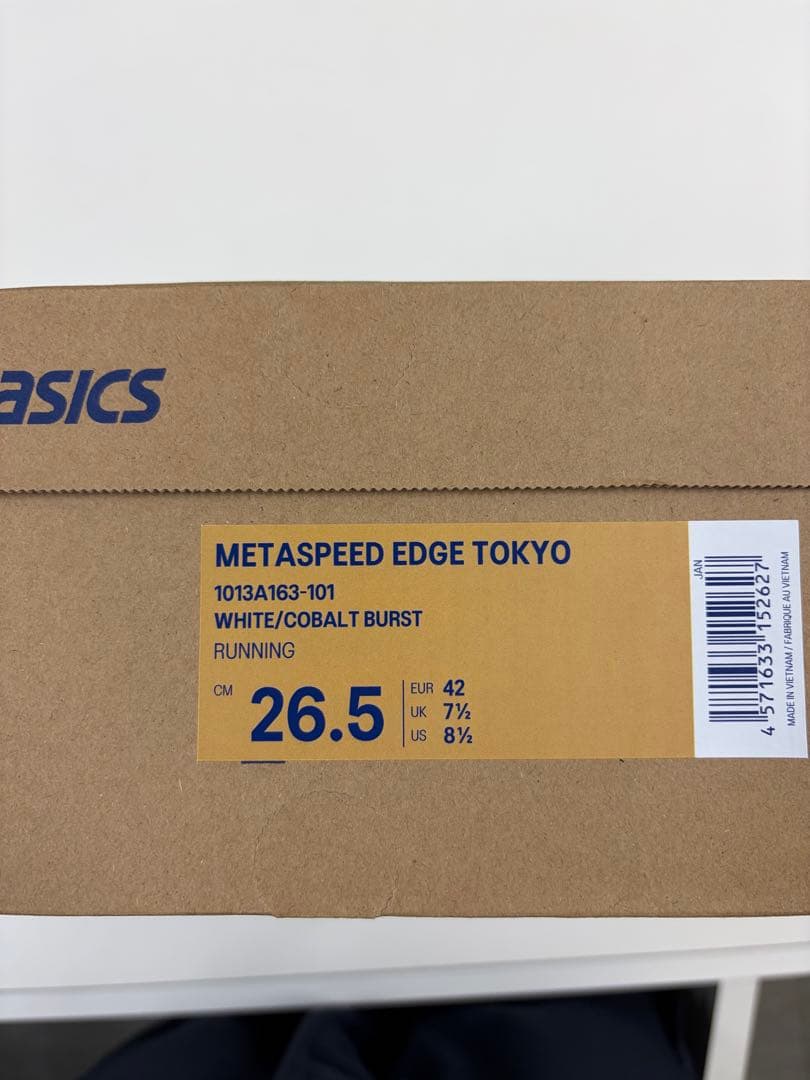 asics
METASPEED EDGE TOKYO
1013A163-101
WHITE/COBALT BURST
RUNNING
CM 26.5
EUR 42
UK 7½
US 8½
JAN
4 571633 152627
MADE IN VIETNAM / FABRIQUE AU VIETNAM